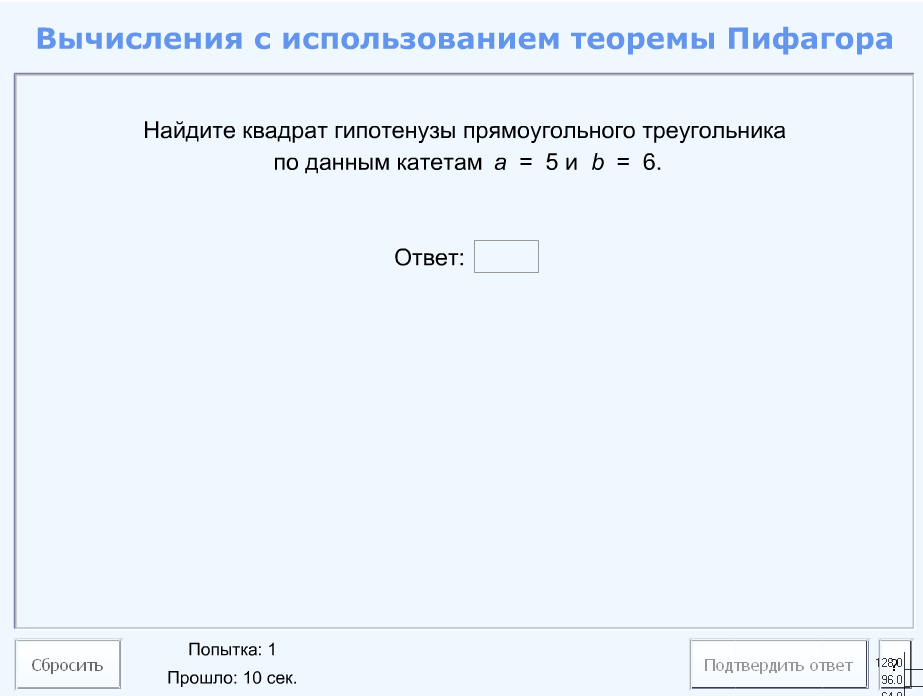 Вычисления с использованием теоремы Пифагора
Найдите квадрат гипотенузы прямоугольного треугольника
по данным катетам a = 5 и b = 6.
Ответ:
Сбросить
Попытка: 1
Прошло: 10 сек.
Подтвердить ответ
?
128.0
96.0